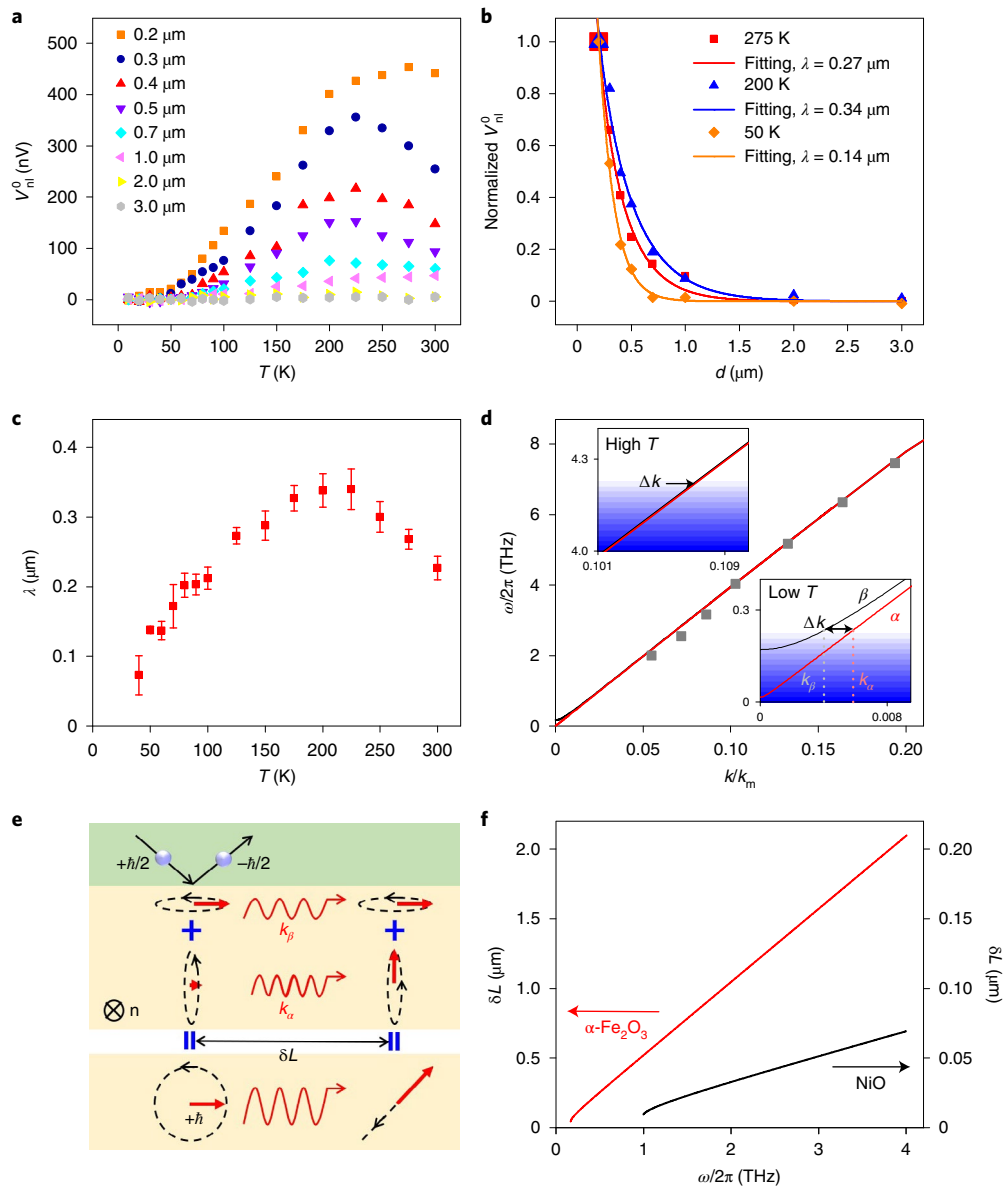 a
500
400
300
200
100
0
V⁰nl (nV)
0.2 μm
0.3 μm
0.4 μm
0.5 μm
0.7 μm
1.0 μm
2.0 μm
3.0 μm
0 50 100 150 200 250 300
T (K)
b
1.0
0.8
0.6
0.4
0.2
0
Normalized V⁰nl
275 K
Fitting, λ = 0.27 μm
200 K
Fitting, λ = 0.34 μm
50 K
Fitting, λ = 0.14 μm
0 0.5 1.0 2.0 3.0
d (μm)
c
0.4
0.3
0.2
0.1
0
λ (μm)
0 50 100 150 200 250 300
T (K)
d
8
6
4
2
0
ω/2π (THz)
High T
4.3
4.0
Δk
0.101 0.109
Low T
0.3
0
β
α
Δk
kβ
kα
0 0.008
0 0.05 0.10 0.15 0.20
k/km
e
+ħ/2
−ħ/2
kβ
kα
n
δL
+ħ
f
2.0
1.5
1.0
0.5
0
δL (μm)
α-Fe₂O₃
NiO
0.20
0.15
0.10
0.05
0
δL (μm)
0 1 2 3 4
ω/2π (THz)